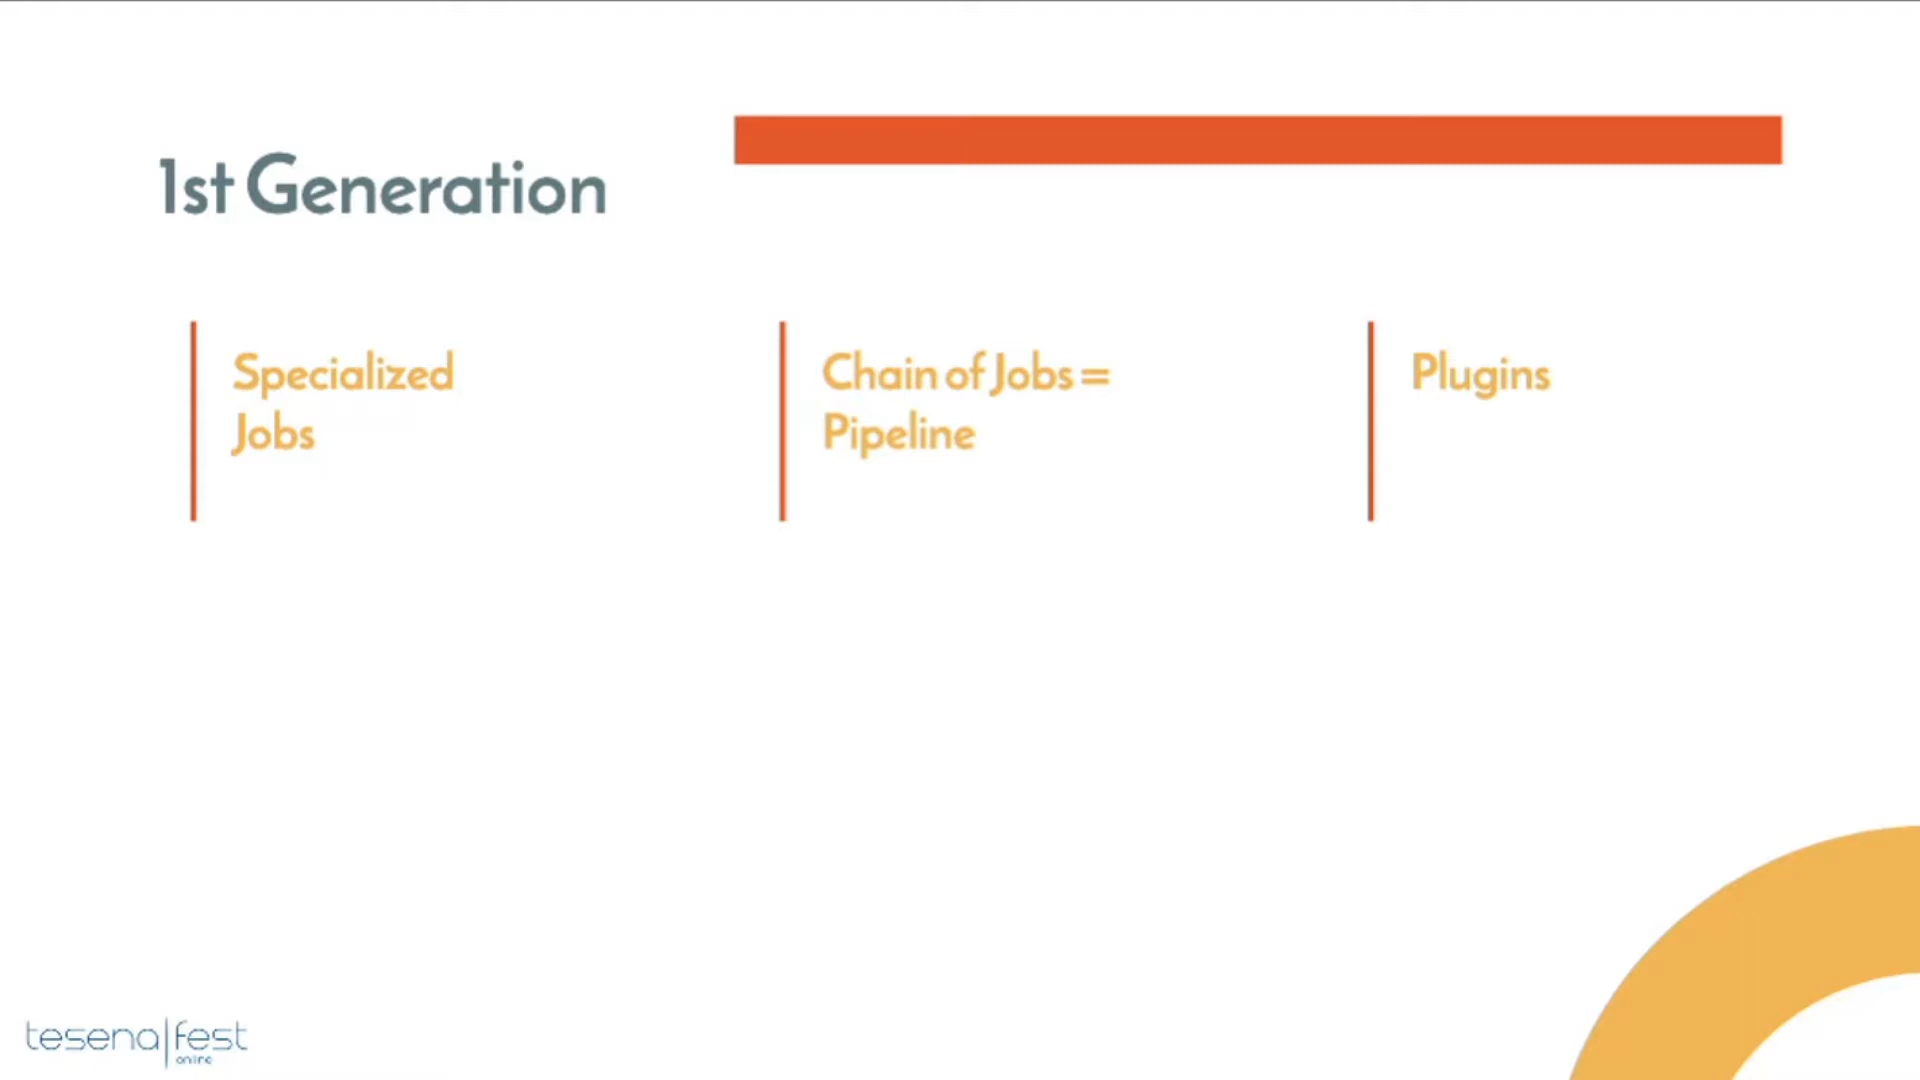 1st Generation
Specialized
Jobs
Chain of Jobs =
Pipeline
Plugins
tesena|fest
online